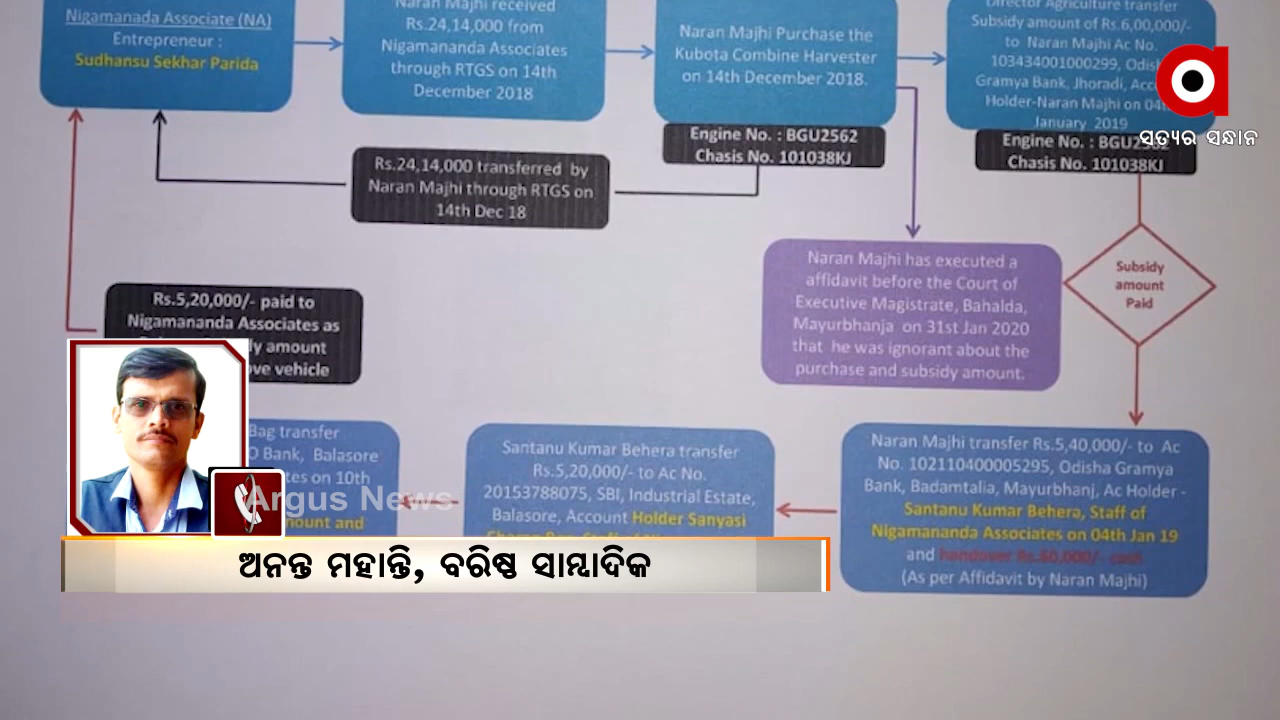 Nigamanada Associate (NA)
Entrepreneur :
Sudhansu Sekhar Parida
Naran Majhi received
Rs.24,14,000 from
Nigamananda Associates
through RTGS on 14th
December 2018
Naran Majhi Purchase the
Kubota Combine Harvester
on 14th December 2018.
Engine No. : BGU2562
Chasis No. 101038KJ
Director Agriculture transfer
Subsidy amount of Rs.6,00,000/-
to Naran Majhi Ac No.
103434001000299,
Gramya Bank, Jhoradi,
Holder-Naran Majhi on
January 2019
Engine No. : BGU2562
Chasis No. 101038KJ
ସତ୍ୟର ସନ୍ଧାନ
Rs.24,14,000 transferred by
Naran Majhi through RTGS on
14th Dec 18
Naran Majhi has executed a
affidavit before the Court of
Executive Magistrate, Bahalda,
Mayurbhanja on 31st Jan 2020
that he was ignorant about the
purchase and subsidy amount.
Subsidy
amount
Paid
Rs.5,20,000/- paid to
Nigamananda Associates as
amount
vehicle
Bag transfer
Bank, Balasore
on 10th
amount and
Santanu Kumar Behera transfer
Rs.5,20,000/- to Ac No.
20153788075, SBI, Industrial Estate,
Balasore, Account Holder Sanyasi
Naran Majhi transfer Rs.5,40,000/- to Ac
No. 102110400005295, Odisha Gramya
Bank, Badamtalia, Mayurbhanj, Ac Holder -
Santanu Kumar Behera, Staff of
Nigamananda Associates on 04th Jan 19
and handover Rs.60,000/- cash
(As per Affidavit by Naran Majhi)
Argus News
ଅନନ୍ତ ମହାନ୍ତି, ବରିଷ୍ଠ ସାମ୍ବାଦିକ